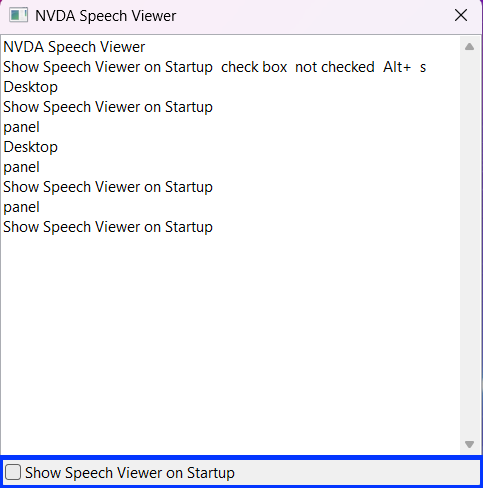 NVDA Speech Viewer
NVDA Speech Viewer
Show Speech Viewer on Startup  check box  not checked  Alt+  s
Desktop
Show Speech Viewer on Startup
panel
Desktop
panel
Show Speech Viewer on Startup
panel
Show Speech Viewer on Startup
Show Speech Viewer on Startup